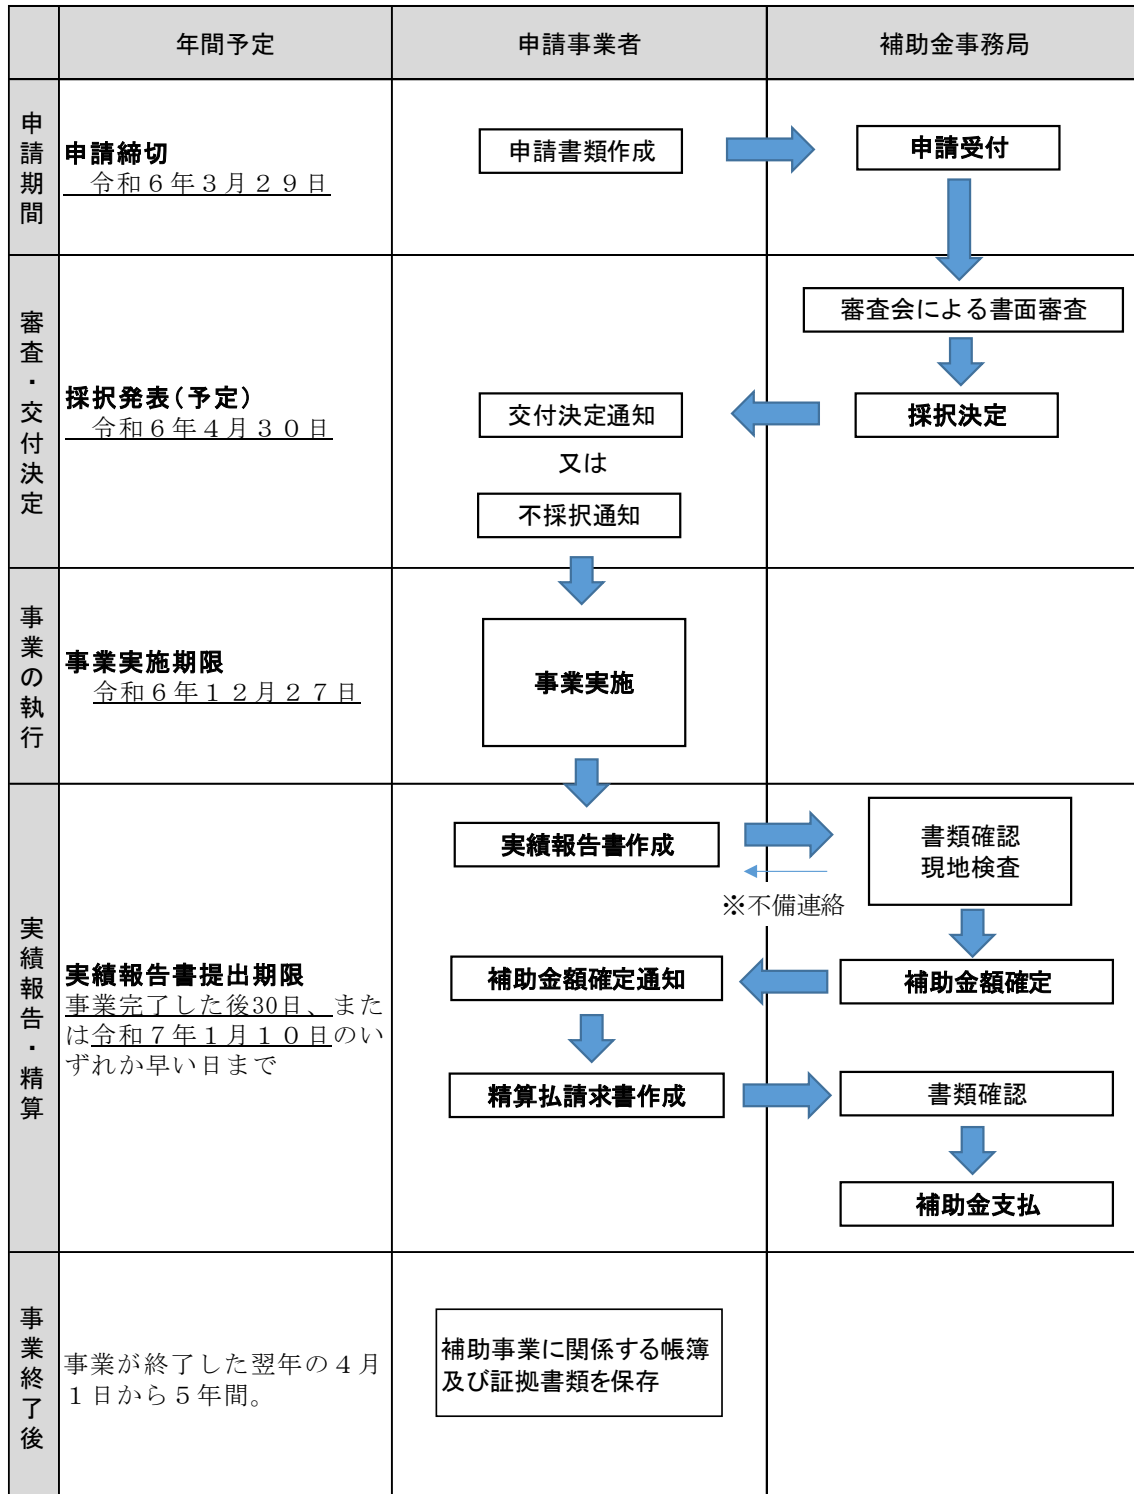 年間予定
申請事業者
補助金事務局
申請期間
申請締切
令和６年３月２９日
申請書類作成
申請受付
審査・交付決定
審査会による書面審査
採択発表（予定）
令和６年４月３０日
交付決定通知
採択決定
又は
不採択通知
事業の執行
事業実施期限
令和６年１２月２７日
事業実施
実績報告・精算
実績報告書作成
書類確認
現地検査
※不備連絡
実績報告書提出期限
事業完了した後30日、また
は令和７年１月１０日のい
ずれか早い日まで
補助金額確定通知
補助金額確定
精算払請求書作成
書類確認
補助金支払
事業終了後
事業が終了した翌年の４月
１日から５年間。
補助事業に関係する帳簿
及び証拠書類を保存